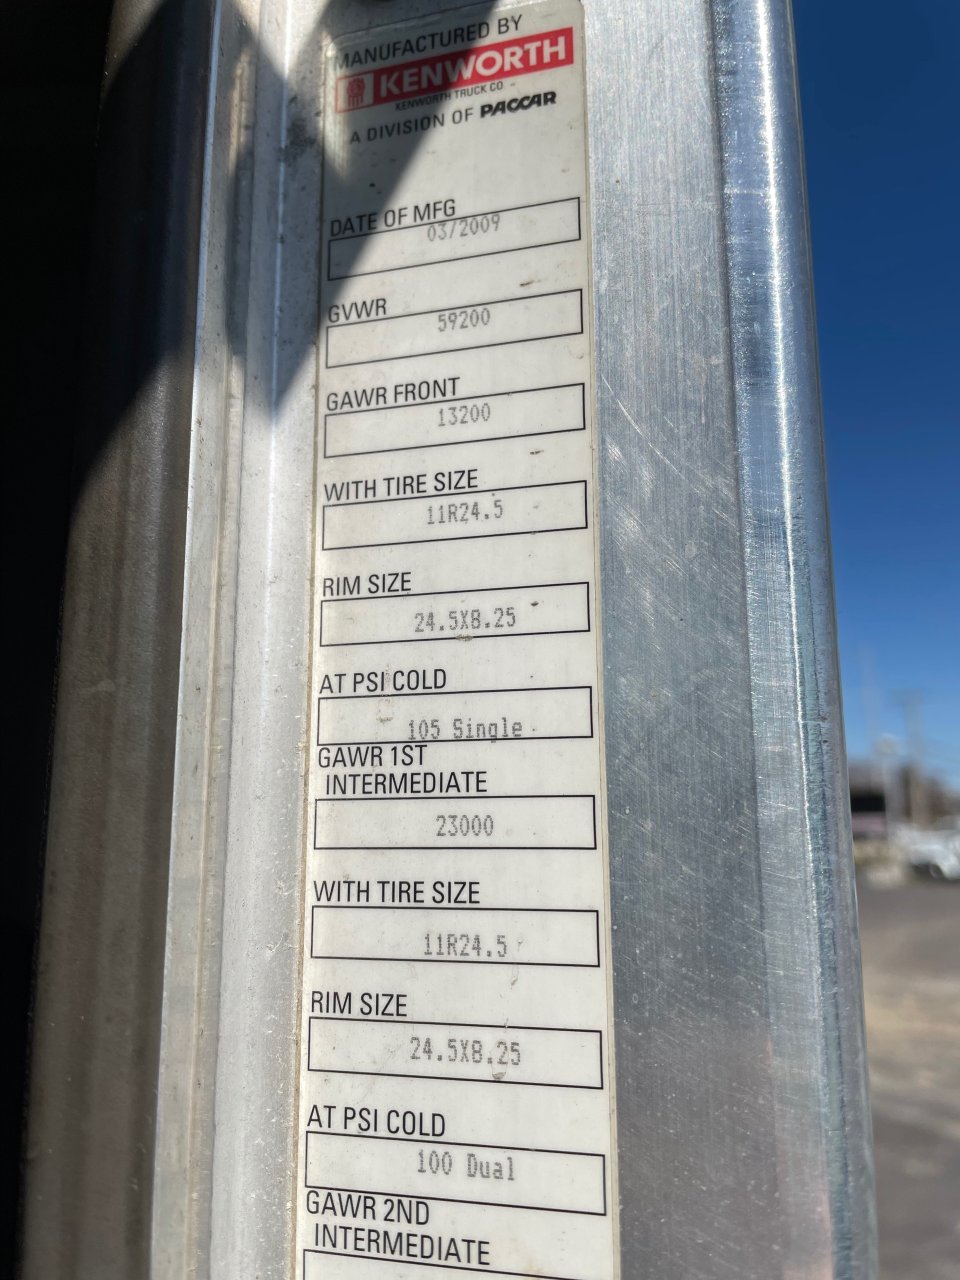 MANUFACTURED BY
KENWORTH
KENWORTH TRUCK CO.
A DIVISION OF PACCAR
DATE OF MFG
03/2009
GVWR
59200
GAWR FRONT
13200
WITH TIRE SIZE
11R24.5
RIM SIZE
24.5X8.25
AT PSI COLD
105 Single
GAWR 1ST
INTERMEDIATE
23000
WITH TIRE SIZE
11R24.5
RIM SIZE
24.5X8.25
AT PSI COLD
100 Dual
GAWR 2ND
INTERMEDIATE